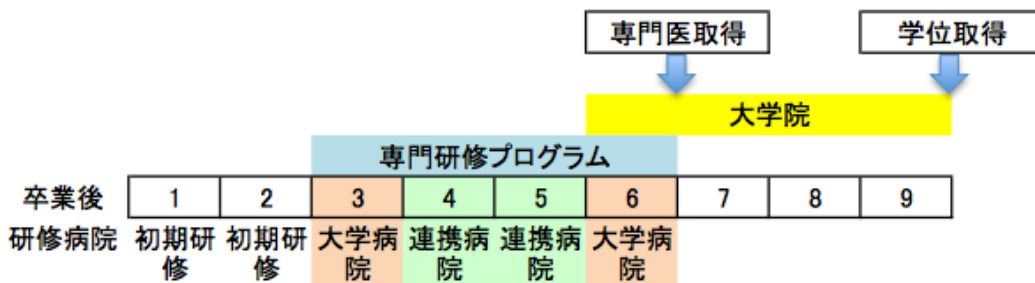 専門医取得 学位取得
大学院
専門研修プログラム
卒業後 1 2 3 4 5 6 7 8 9
研修病院 初期研 初期研 大学病 連携病 連携病 大学病
修 修 院 院 院 院